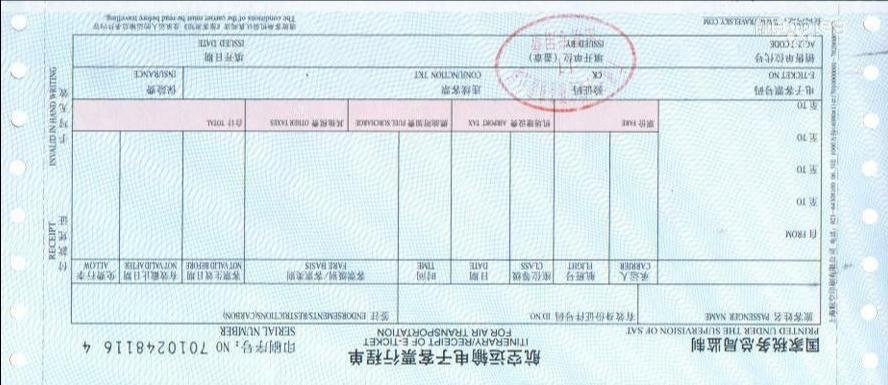 国家税务总局监制
PRINTED UNDER THE SUPERVISION OF SAT
航空运输电子客票行程单
ITINERARY/RECEIPT OF E-TICKET
FOR AIR TRANSPORTATION
印刷序号: NO 7010248116 4
SERIAL NUMBER
旅客姓名 PASSENGER NAME
有效身份证件号码 ID NO
签注 ENDORSEMENTS/RESTRICTIONS(CARBON)
承运人 CARRIER
航班号 FLIGHT
座位等级 CLASS
日期 DATE
时间 TIME
客票级别/客票类别 FARE BASIS
客票生效日期 NOT VALID BEFORE
有效截止日期 NOT VALID AFTER
免费行李 ALLOW
自 FROM
至 TO
至 TO
至 TO
至 TO
付款凭证 RECEIPT
手写无效 INVALID IN HAND WRITING
票价 FARE
机场建设费 AIRPORT TAX
燃油附加费 FUEL SURCHARGE
其他税费 OTHER TAXES
合计 TOTAL
电子客票号码 E-TICKET NO
验证码 CK
连续客票 CONJUNCTION TKT
保险费 INSURANCE
销售单位代号 AGENT CODE
填开单位(盖章) ISSUED BY
填开日期 ISSUED DATE
The conditions of the carrier must be read before travelling.